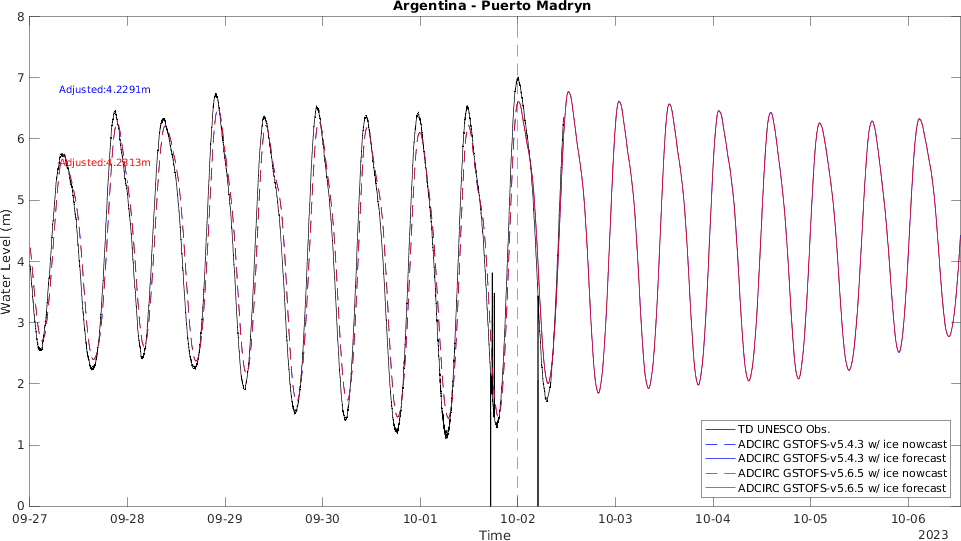 Argentina - Puerto Madryn
8
7
6
5
4
3
2
1
0
Water Level (m)
Adjusted:4.2291m
Adjusted:4.2313m
TD UNESCO Obs.
ADCIRC GSTOFS-v5.4.3 w/ ice nowcast
ADCIRC GSTOFS-v5.4.3 w/ ice forecast
ADCIRC GSTOFS-v5.6.5 w/ ice nowcast
ADCIRC GSTOFS-v5.6.5 w/ ice forecast
09-27 09-28 09-29 09-30 10-01 10-02 10-03 10-04 10-05 10-06
Time
2023